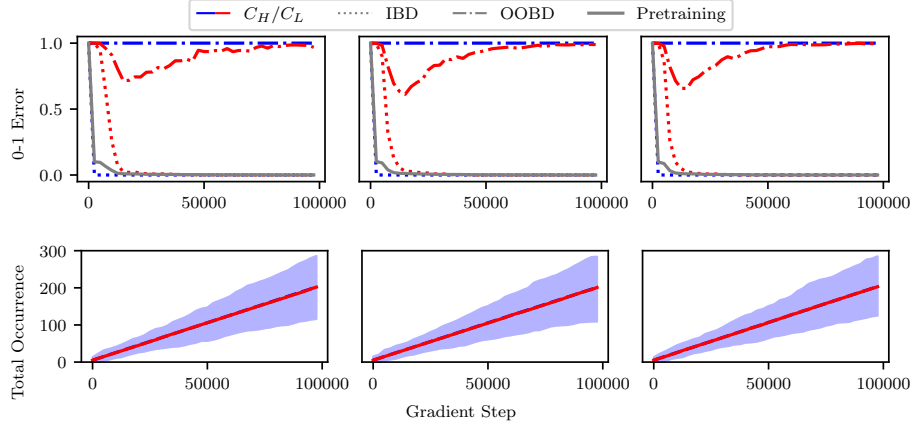 C_H/C_L IBD OOBD Pretraining
1.0
0.5
0.0
0-1 Error
0 50000 100000 0 50000 100000 0 50000 100000
300
200
100
0
Total Occurrence
0 50000 100000 0 50000 100000 0 50000 100000
Gradient Step